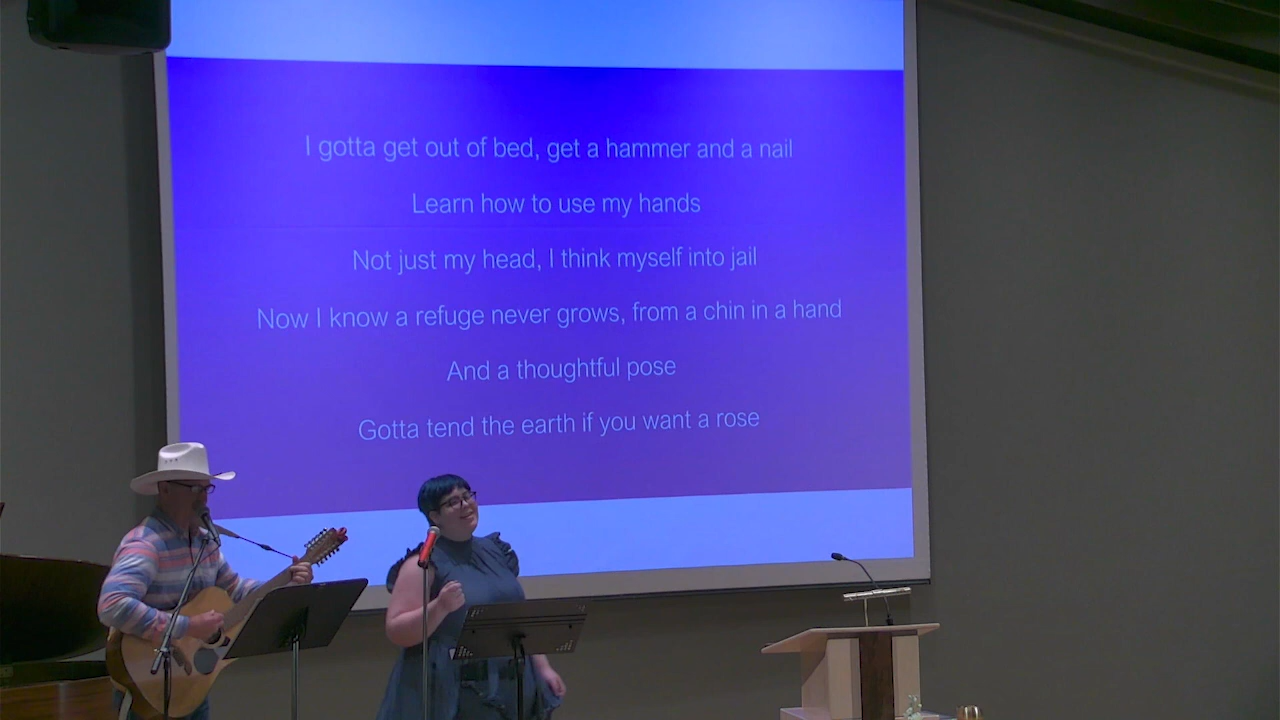 I gotta get out of bed, get a hammer and a nail
Learn how to use my hands
Not just my head, I think myself into jail
Now I know a refuge never grows, from a chin in a hand
And a thoughtful pose
Gotta tend the earth if you want a rose